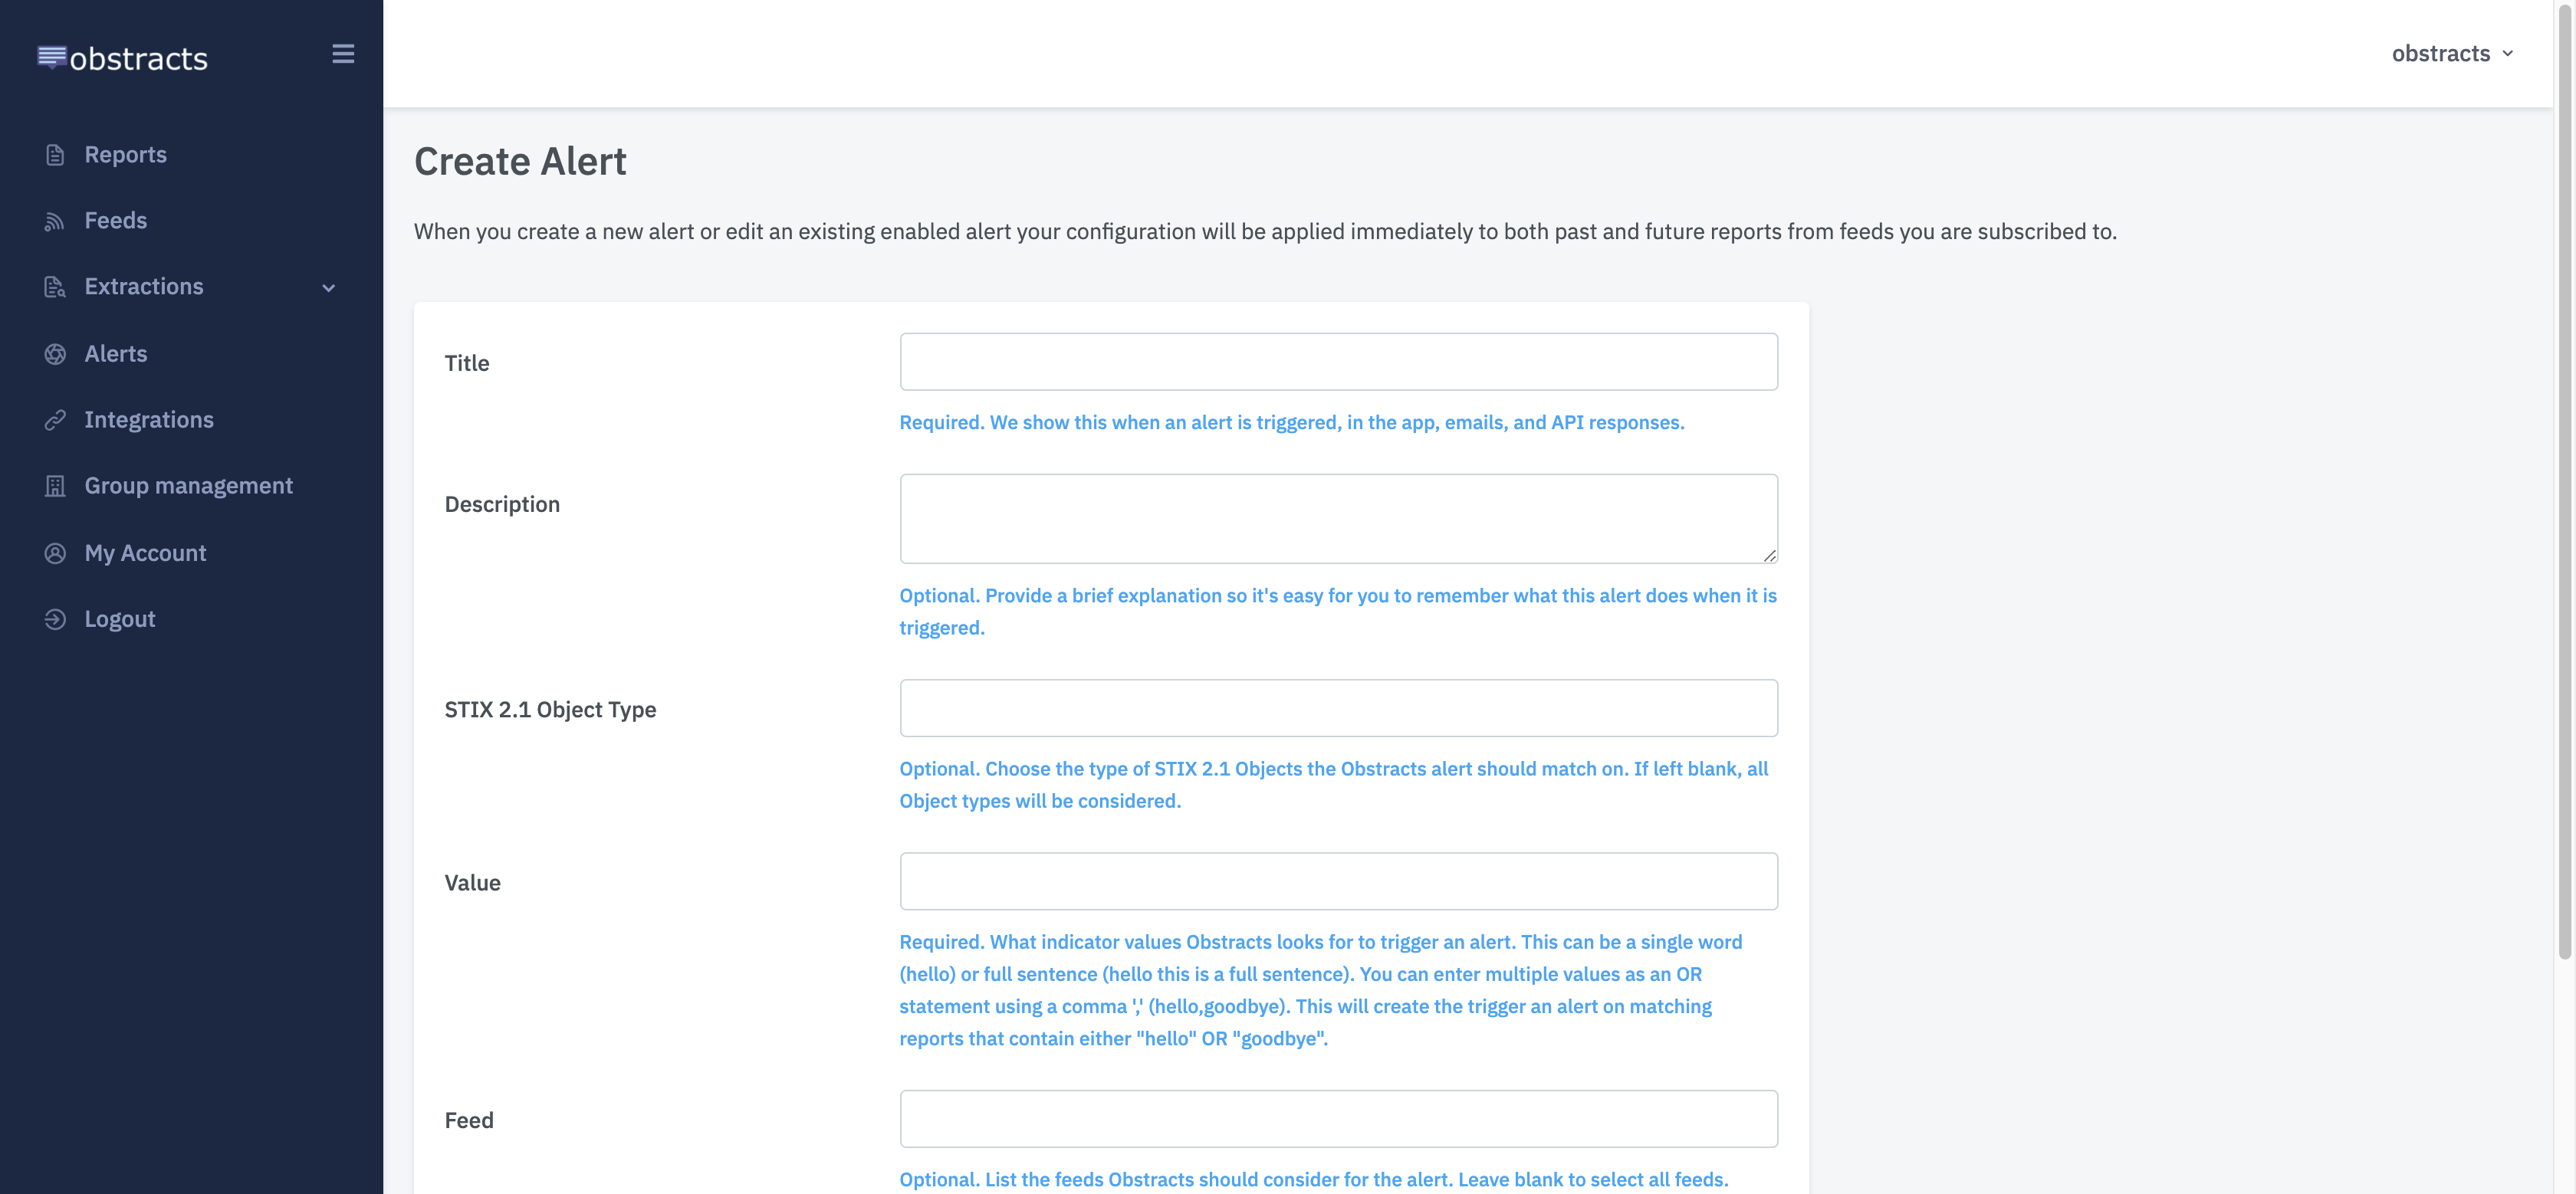 obstracts
obstracts
Reports
Feeds
Extractions
Alerts
Integrations
Group management
My Account
Logout
Create Alert
When you create a new alert or edit an existing enabled alert your configuration will be applied immediately to both past and future reports from feeds you are subscribed to.
Title
Required. We show this when an alert is triggered, in the app, emails, and API responses.
Description
Optional. Provide a brief explanation so it's easy for you to remember what this alert does when it is
triggered.
STIX 2.1 Object Type
Optional. Choose the type of STIX 2.1 Objects the Obstracts alert should match on. If left blank, all
Object types will be considered.
Value
Required. What indicator values Obstracts looks for to trigger an alert. This can be a single word
(hello) or full sentence (hello this is a full sentence). You can enter multiple values as an OR
statement using a comma ',' (hello,goodbye). This will create the trigger an alert on matching
reports that contain either "hello" OR "goodbye".
Feed
Optional. List the feeds Obstracts should consider for the alert. Leave blank to select all feeds.